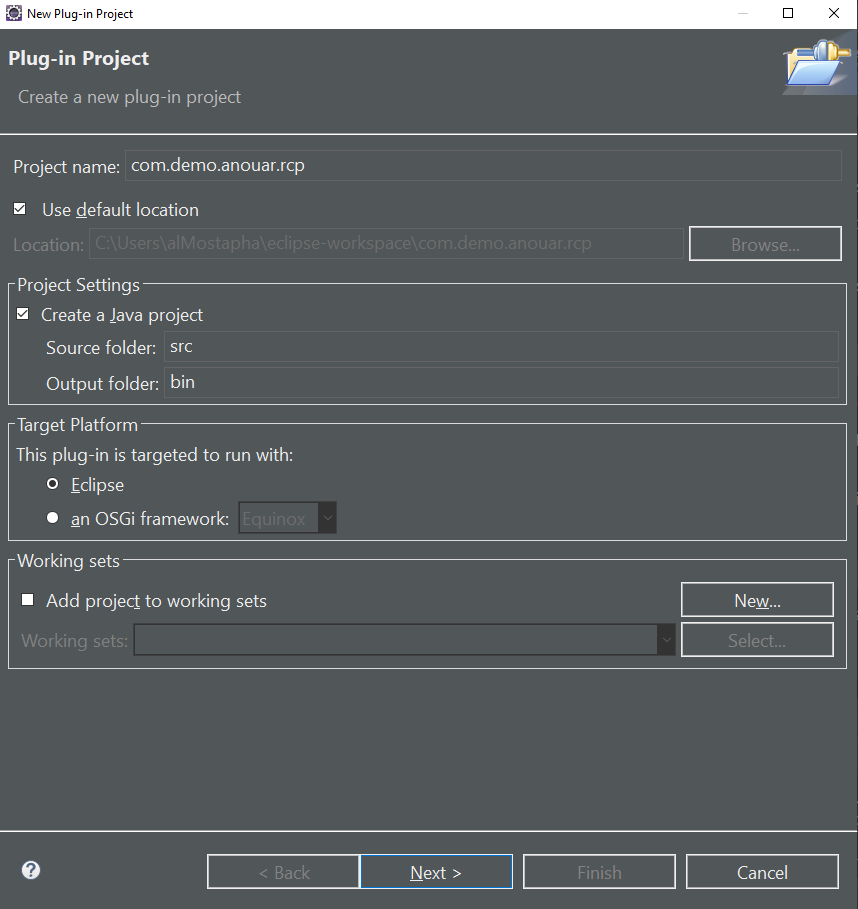 New Plug-in Project
Plug-in Project
Create a new plug-in project
Project name: com.demo.anouar.rcp
Use default location
Location: C:\Users\alMostapha\eclipse-workspace\com.demo.anouar.rcp Browse...
Project Settings
Create a Java project
Source folder: src
Output folder: bin
Target Platform
This plug-in is targeted to run with:
Eclipse
an OSGi framework: Equinox
Working sets
Add project to working sets New...
Working sets: Select...
? < Back Next > Finish Cancel